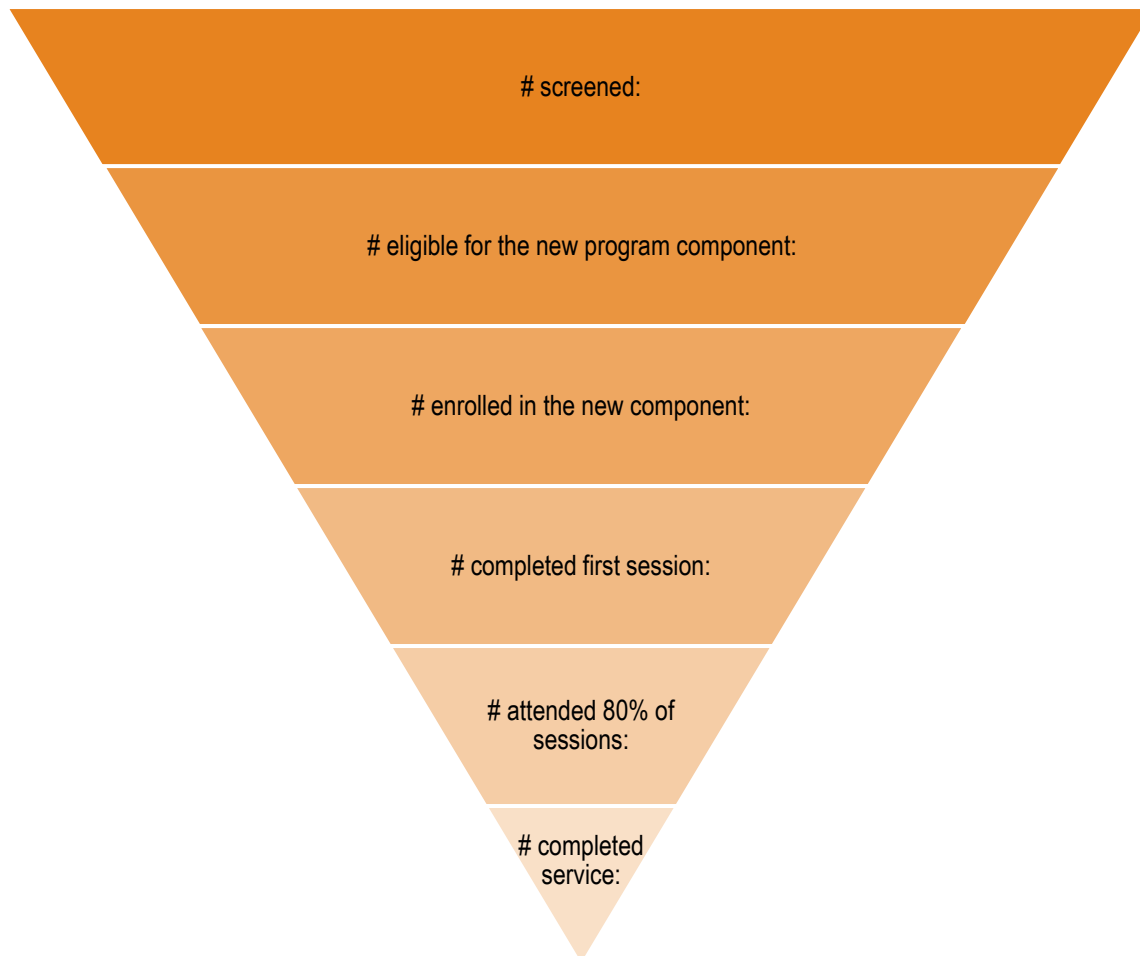 # screened:
# eligible for the new program component:
# enrolled in the new component:
# completed first session:
# attended 80% of
sessions:
# completed
service: